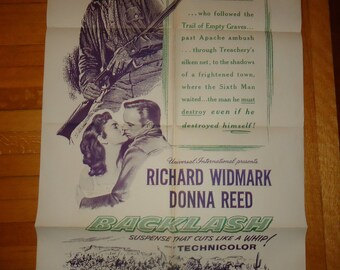 ...who followed the
Trail of Empty Graves...
past Apache ambush
...through Treachery's
silken net, to the shadows
of a frightened town,
where the Sixth Man
waited...the man he must
destroy even if he
destroyed himself!
Universal-International presents
RICHARD WIDMARK
DONNA REED
BACKLASH
SUSPENSE THAT CUTS LIKE A WHIP!
TECHNICOLOR